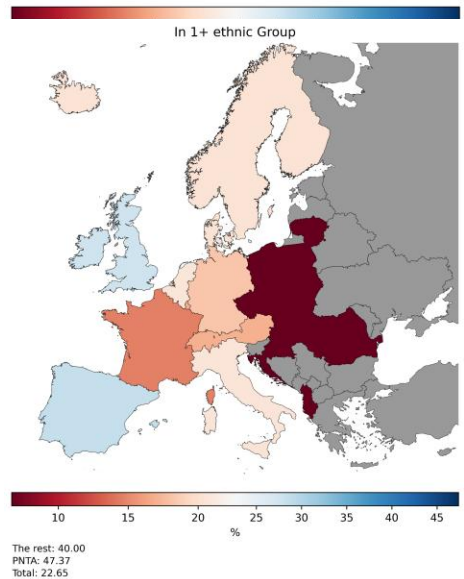 In 1+ ethnic Group
10 15 20 25 30 35 40 45
%
The rest: 40.00
PNTA: 47.37
Total: 22.65